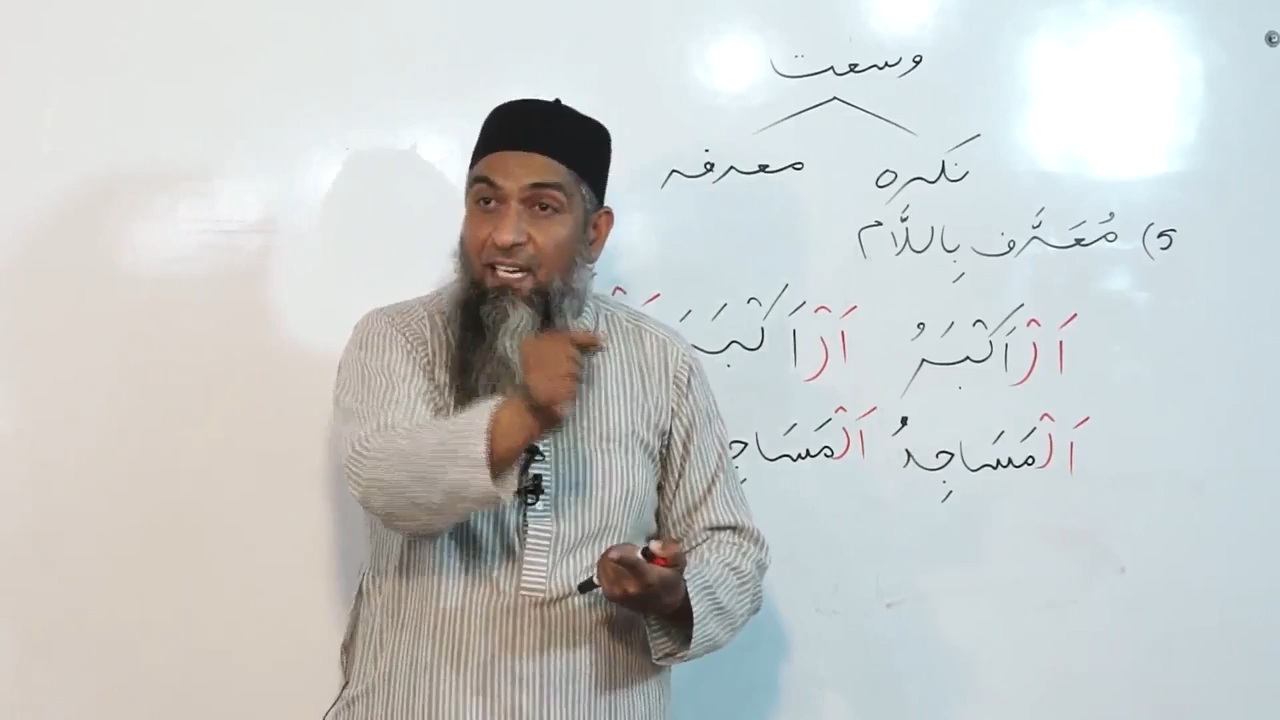 وسعت
نکرہ معرفہ
5) مُعَرَّف بِاللَّام
اَلْاَکْبَرُ اَلْاَکْبَرَ
اَلْمَسَاجِدُ اَلْمَسَاجِ